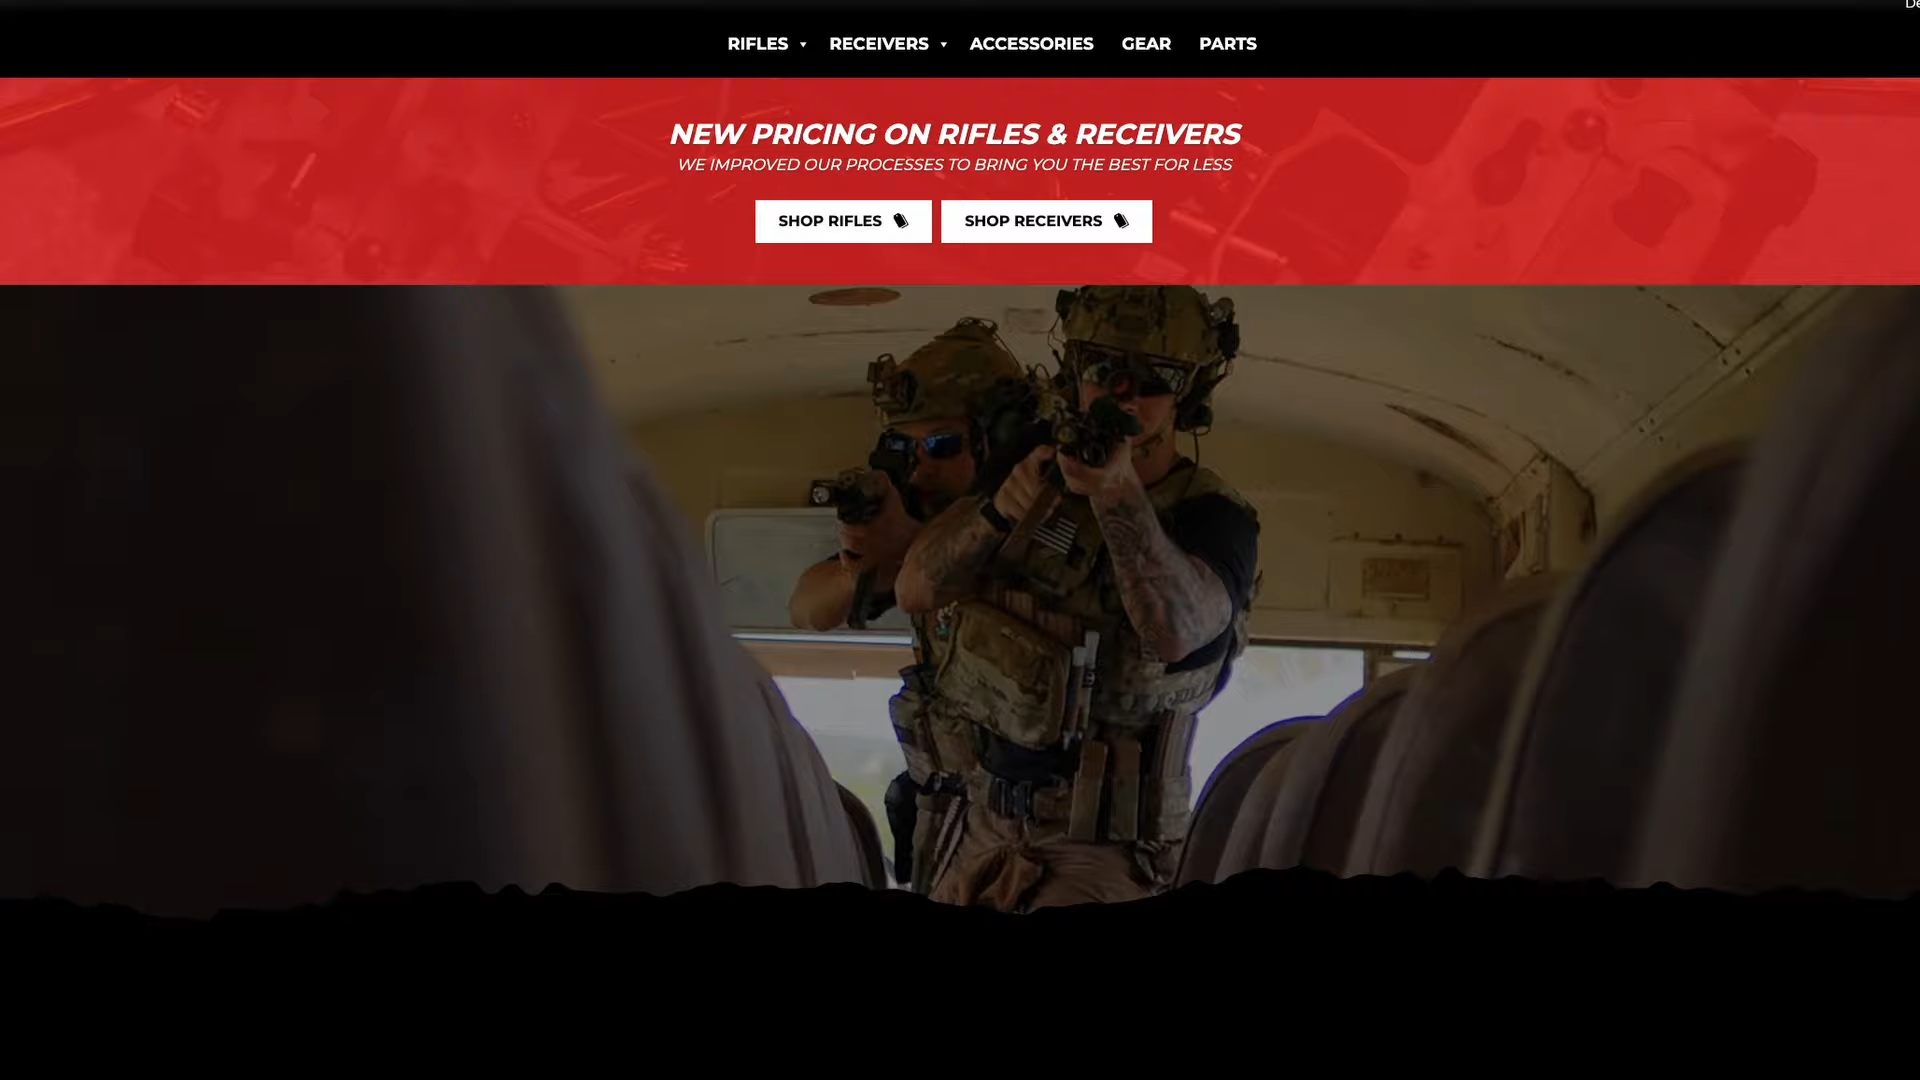 RIFLES
RECEIVERS
ACCESSORIES
GEAR
PARTS
NEW PRICING ON RIFLES & RECEIVERS
WE IMPROVED OUR PROCESSES TO BRING YOU THE BEST FOR LESS
SHOP RIFLES
SHOP RECEIVERS